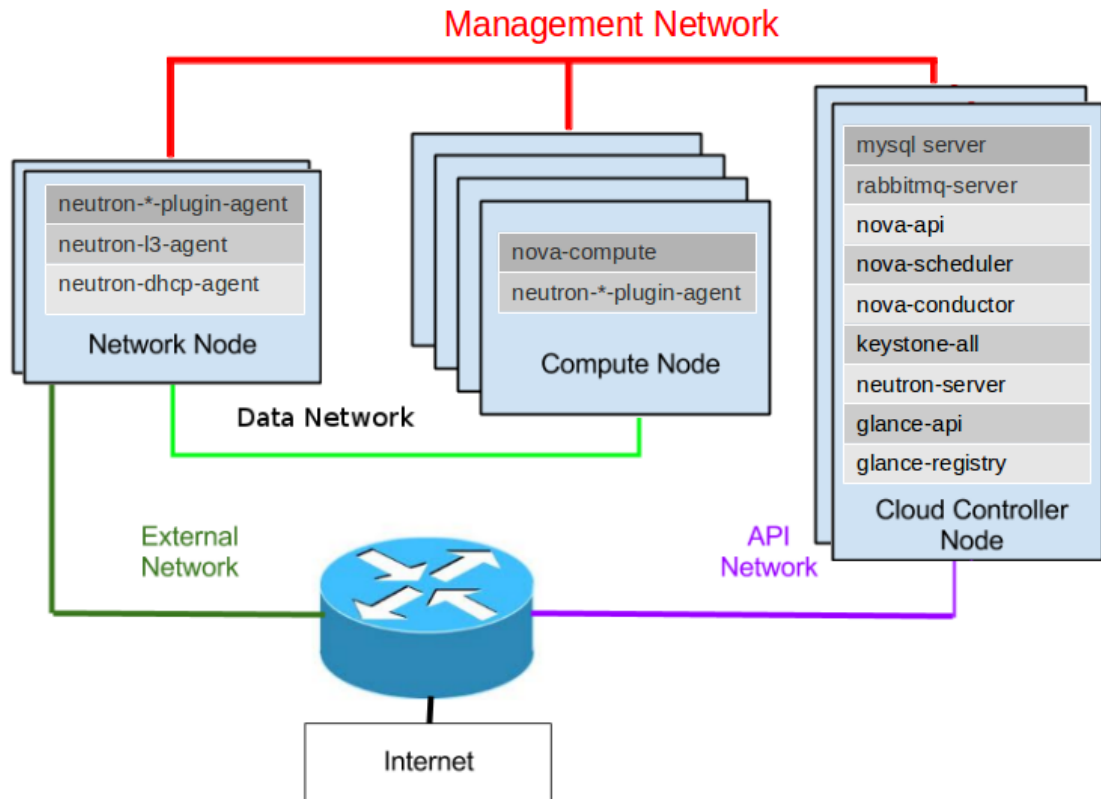 Management Network
neutron-*-plugin-agent
neutron-l3-agent
neutron-dhcp-agent
Network Node
nova-compute
neutron-*-plugin-agent
Compute Node
mysql server
rabbitmq-server
nova-api
nova-scheduler
nova-conductor
keystone-all
neutron-server
glance-api
glance-registry
Cloud Controller
Node
Data Network
External
Network
API
Network
Internet